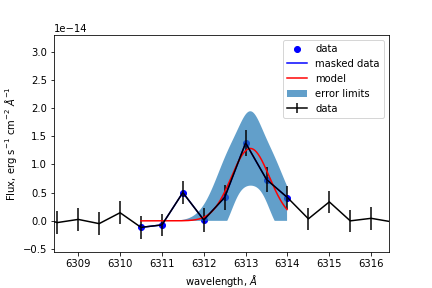 1e−14
3.0
2.5
2.0
1.5
1.0
0.5
0.0
−0.5
Flux, erg s⁻¹ cm⁻² Å⁻¹
data
masked data
model
error limits
data
6309 6310 6311 6312 6313 6314 6315 6316
wavelength, Å